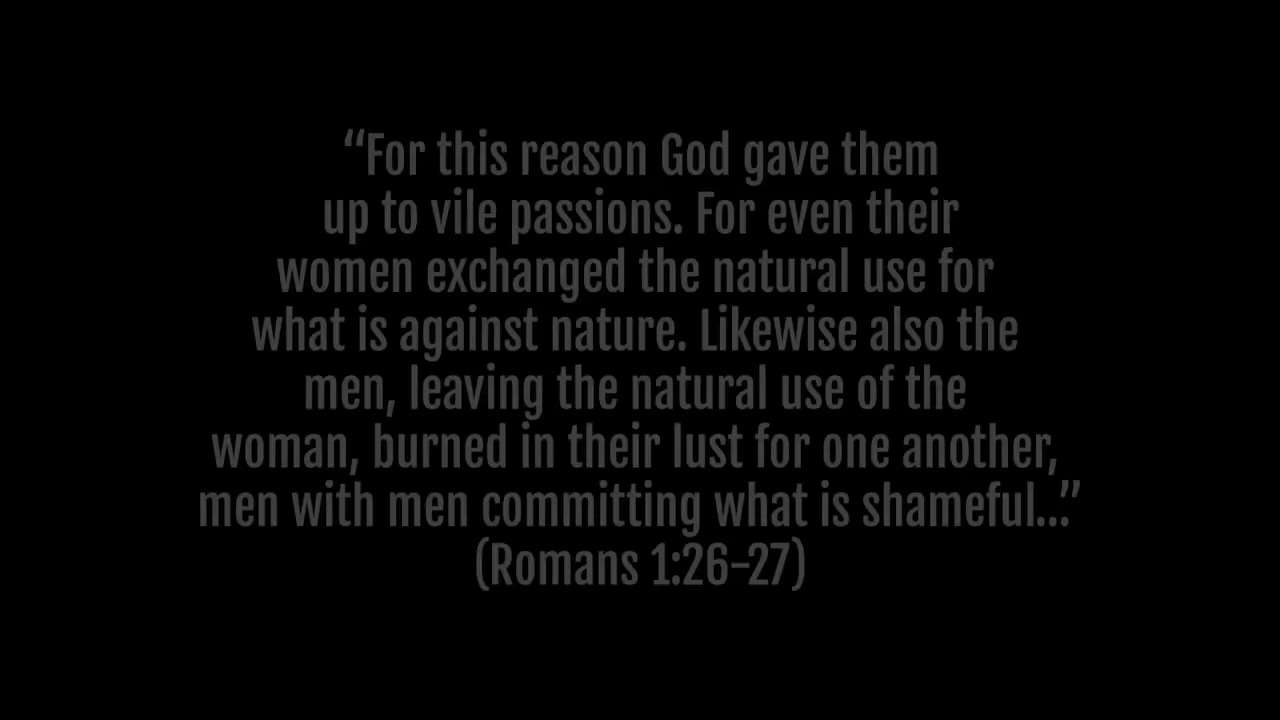 “For this reason God gave them
up to vile passions. For even their
women exchanged the natural use for
what is against nature. Likewise also the
men, leaving the natural use of the
woman, burned in their lust for one another,
men with men committing what is shameful...”
(Romans 1:26-27)